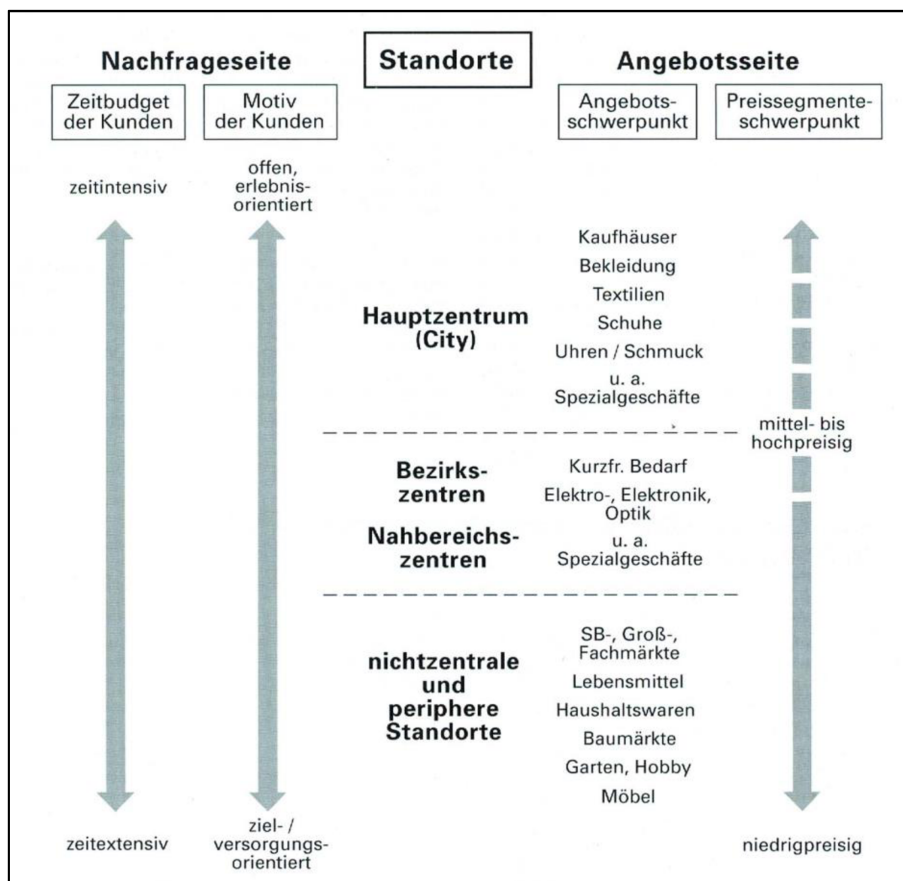 Nachfrageseite
Standorte
Angebotsseite
Zeitbudget
der Kunden
Motiv
der Kunden
Angebots-
schwerpunkt
Preissegmente-
schwerpunkt
zeitintensiv
offen,
erlebnis-
orientiert
Hauptzentrum
(City)
Kaufhäuser
Bekleidung
Textilien
Schuhe
Uhren / Schmuck
u. a.
Spezialgeschäfte
mittel- bis
hochpreisig
Bezirks-
zentren
Nahbereichs-
zentren
Kurzfr. Bedarf
Elektro-, Elektronik,
Optik
u. a.
Spezialgeschäfte
nichtzentrale
und
periphere
Standorte
SB-, Groß-,
Fachmärkte
Lebensmittel
Haushaltswaren
Baumärkte
Garten, Hobby
Möbel
zeitextensiv
ziel- /
versorgungs-
orientiert
niedrigpreisig